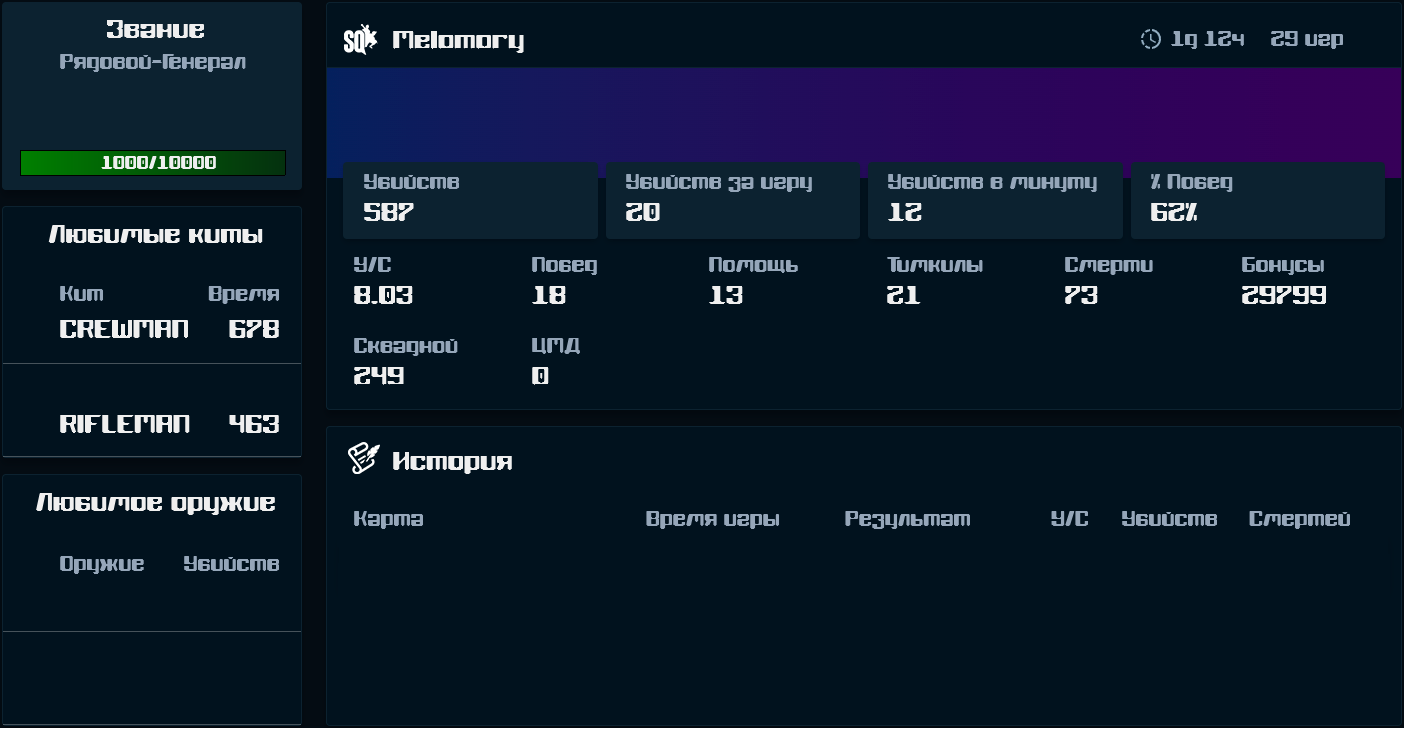 Звание
Рядовой-Генерал
1000/10000
Любимые киты
Кит Время
CREWMAN 678
RIFLEMAN 463
Любимое оружие
Оружие Убийств
SQ Melomory 1д 12ч 29 игр
Убийств Убийств за игру Убийств в минуту % Побед
587 20 12 62%
У/С Побед Помощь Тимкилы Смерти Бонусы
8.03 18 13 21 73 29799
Сквадной ЦМД
249 0
История
Карта Время игры Результат У/С Убийств Смертей